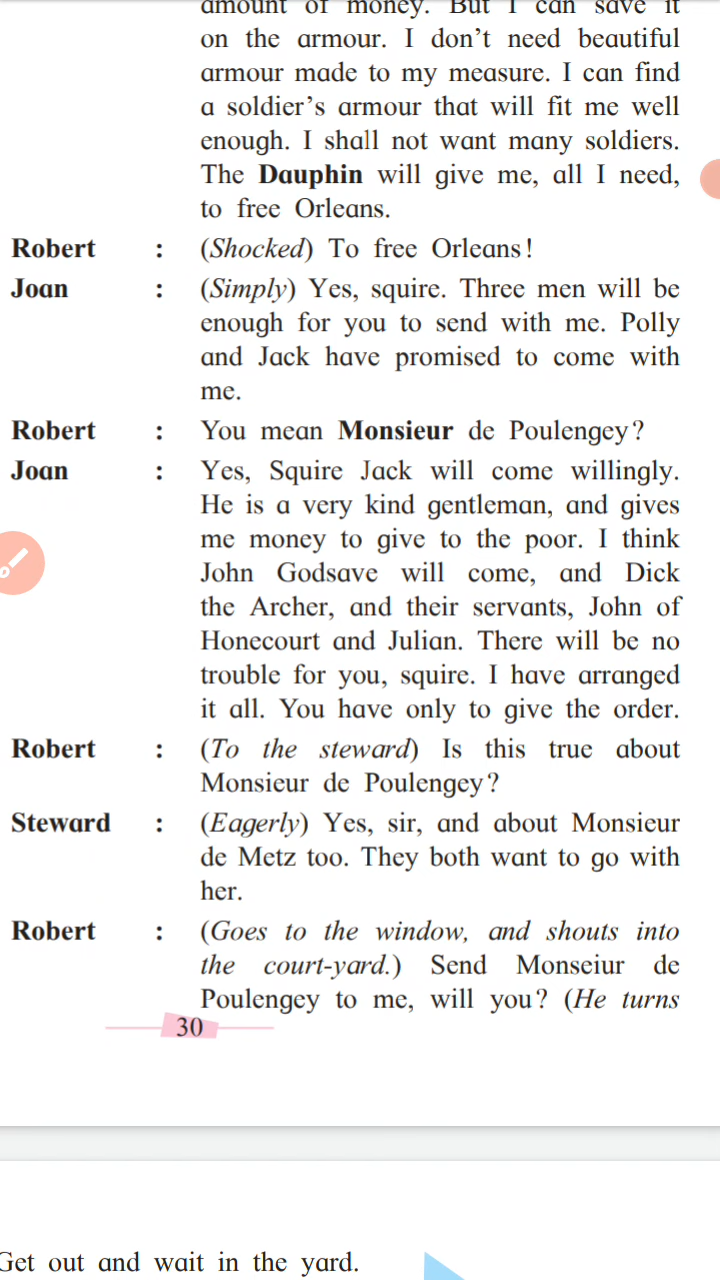 amount of money. But I can save it
on the armour. I don't need beautiful
armour made to my measure. I can find
a soldier's armour that will fit me well
enough. I shall not want many soldiers.
The Dauphin will give me, all I need,
to free Orleans.
Robert : (Shocked) To free Orleans!
Joan : (Simply) Yes, squire. Three men will be
enough for you to send with me. Polly
and Jack have promised to come with
me.
Robert : You mean Monsieur de Poulengey?
Joan : Yes, Squire Jack will come willingly.
He is a very kind gentleman, and gives
me money to give to the poor. I think
John Godsave will come, and Dick
the Archer, and their servants, John of
Honecourt and Julian. There will be no
trouble for you, squire. I have arranged
it all. You have only to give the order.
Robert : (To the steward) Is this true about
Monsieur de Poulengey?
Steward : (Eagerly) Yes, sir, and about Monsieur
de Metz too. They both want to go with
her.
Robert : (Goes to the window, and shouts into
the court-yard.) Send Monseiur de
Poulengey to me, will you? (He turns
30
Get out and wait in the yard.